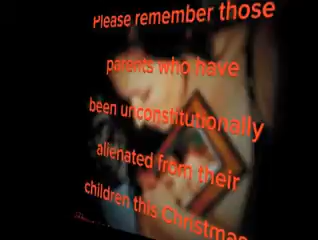 Please remember those
parents who have
been unconstitutionally
alienated from their
children this Christmas